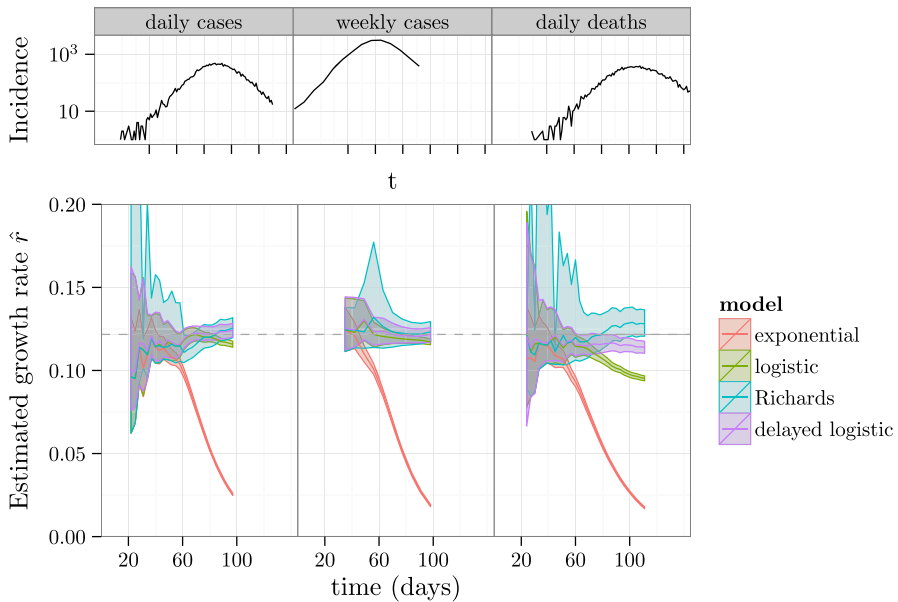 daily cases weekly cases daily deaths
Incidence
10³
10
t
Estimated growth rate r̂
0.20
0.15
0.10
0.05
0.00
20 60 100 20 60 100 20 60 100
time (days)
model
exponential
logistic
Richards
delayed logistic